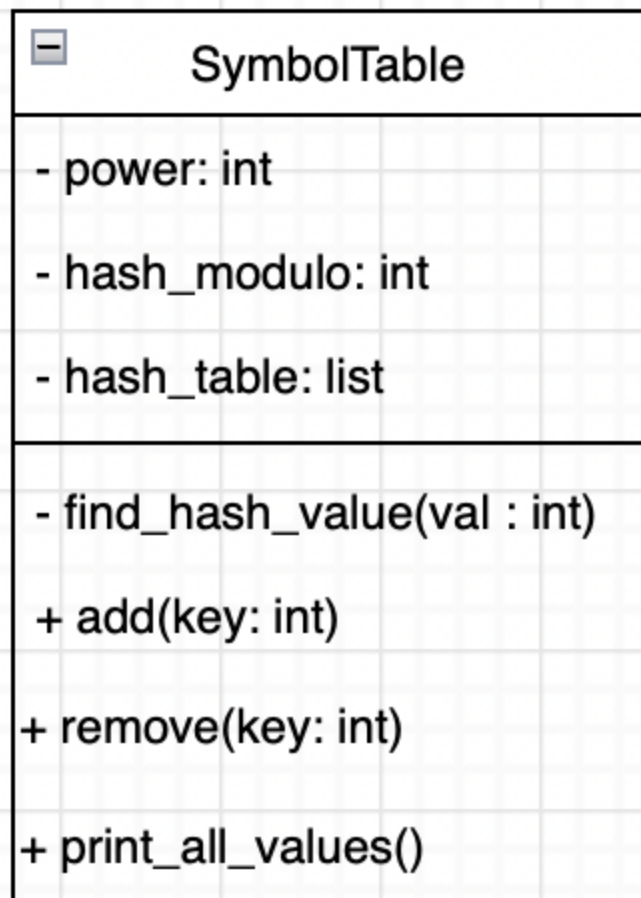 SymbolTable
- power: int
- hash_modulo: int
- hash_table: list
- find_hash_value(val : int)
+ add(key: int)
+ remove(key: int)
+ print_all_values()